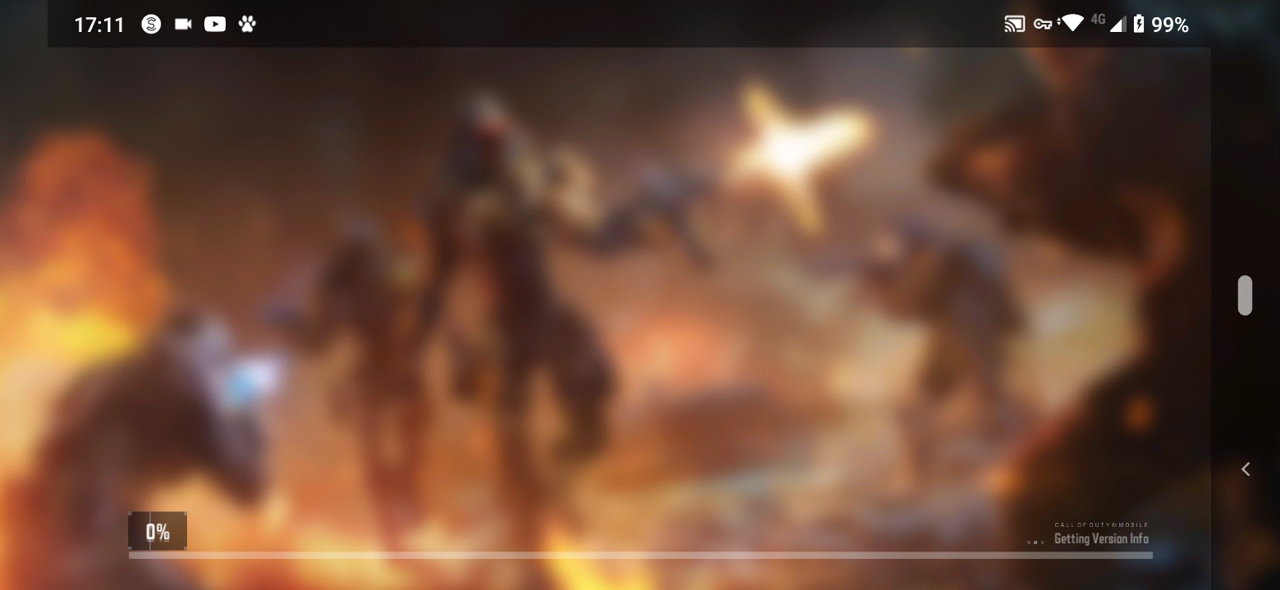 17:11 4G 99%
0%
CALL OF DUTY®MOBILE
Getting Version Info